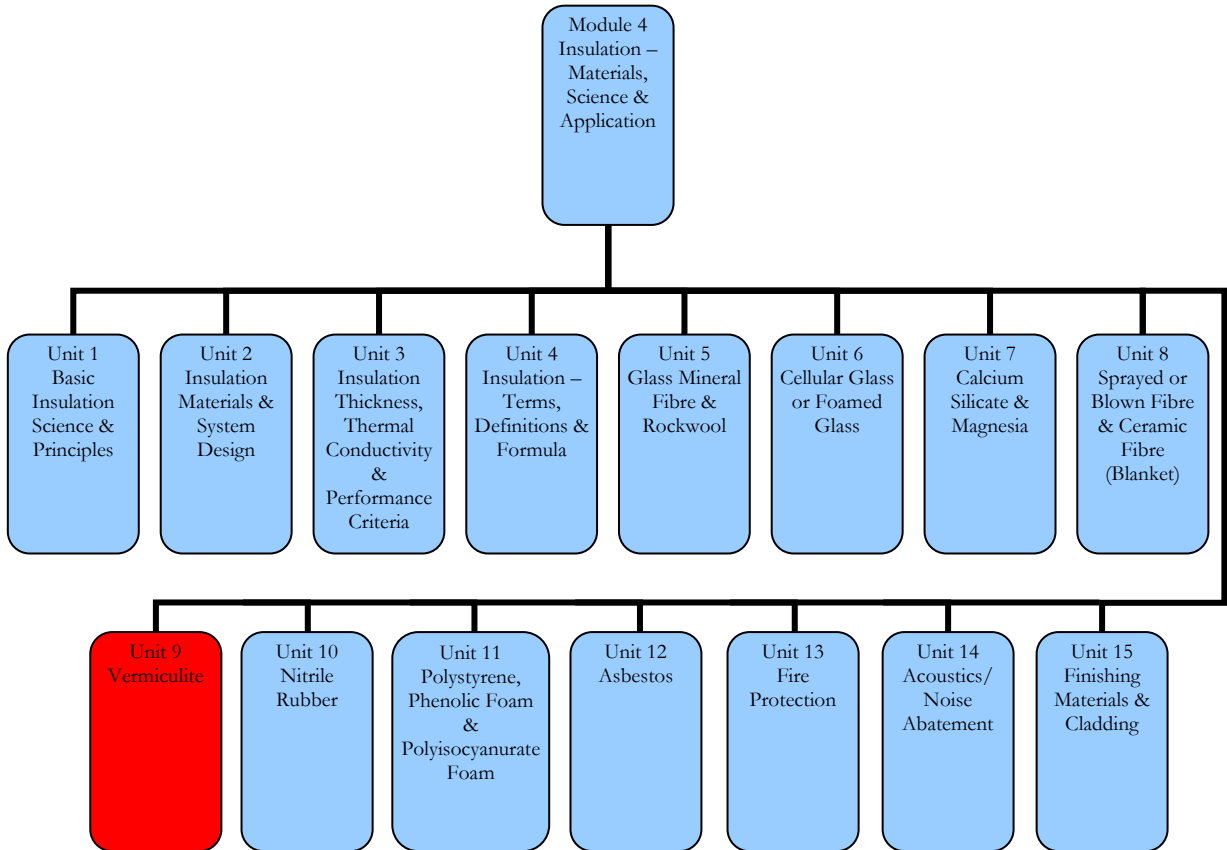 Module 4
Insulation –
Materials,
Science &
Application
Unit 1
Basic
Insulation
Science &
Principles
Unit 2
Insulation
Materials &
System
Design
Unit 3
Insulation
Thickness,
Thermal
Conductivity
&
Performance
Criteria
Unit 4
Insulation –
Terms,
Definitions &
Formula
Unit 5
Glass Mineral
Fibre &
Rockwool
Unit 6
Cellular Glass
or Foamed
Glass
Unit 7
Calcium
Silicate &
Magnesia
Unit 8
Sprayed or
Blown Fibre
& Ceramic
Fibre
(Blanket)
Unit 9
Vermiculite
Unit 10
Nitrile
Rubber
Unit 11
Polystyrene,
Phenolic Foam
&
Polyisocyanurate
Foam
Unit 12
Asbestos
Unit 13
Fire
Protection
Unit 14
Acoustics/
Noise
Abatement
Unit 15
Finishing
Materials &
Cladding